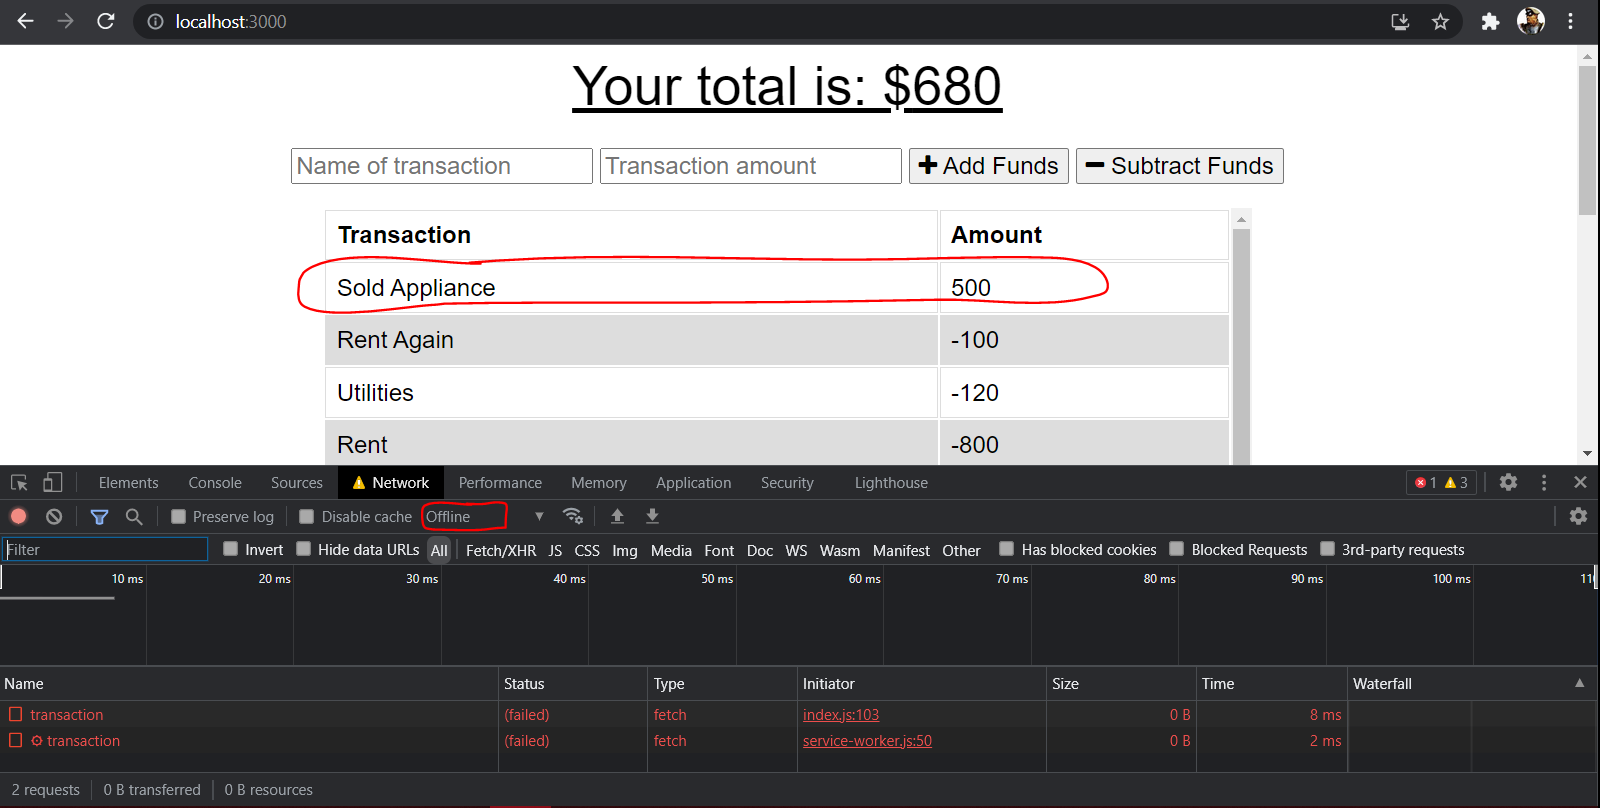 localhost:3000
Your total is: $680
Name of transaction Transaction amount Add Funds Subtract Funds
Transaction Amount
Sold Appliance 500
Rent Again -100
Utilities -120
Rent -800
Elements Console Sources Network Performance Memory Application Security Lighthouse 1 3
Preserve log Disable cache Offline
Filter Invert Hide data URLs All Fetch/XHR JS CSS Img Media Font Doc WS Wasm Manifest Other Has blocked cookies Blocked Requests 3rd-party requests
10 ms 20 ms 30 ms 40 ms 50 ms 60 ms 70 ms 80 ms 90 ms 100 ms
Name Status Type Initiator Size Time Waterfall
transaction (failed) fetch index.js:103 0 B 8 ms
transaction (failed) fetch service-worker.js:50 0 B 2 ms
2 requests 0 B transferred 0 B resources